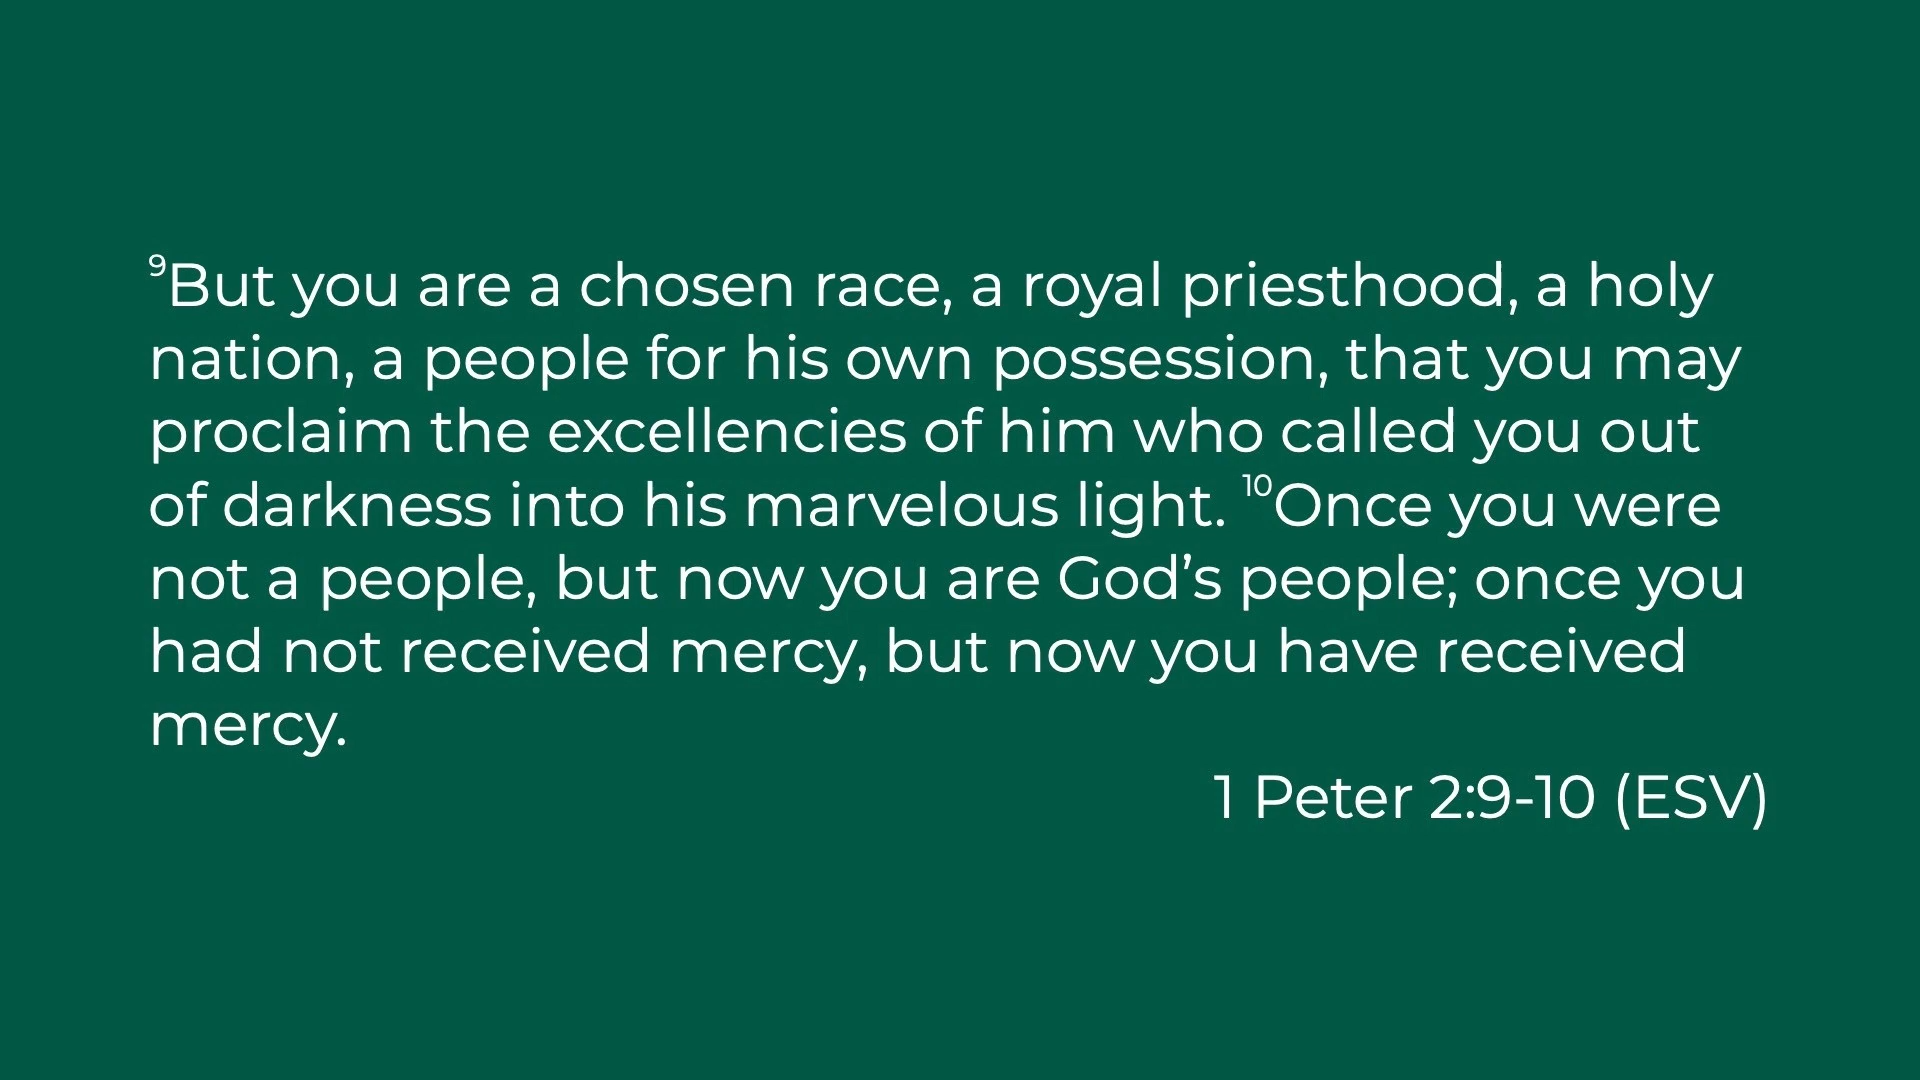 ⁹But you are a chosen race, a royal priesthood, a holy
nation, a people for his own possession, that you may
proclaim the excellencies of him who called you out
of darkness into his marvelous light. ¹⁰Once you were
not a people, but now you are God’s people; once you
had not received mercy, but now you have received
mercy.
1 Peter 2:9-10 (ESV)